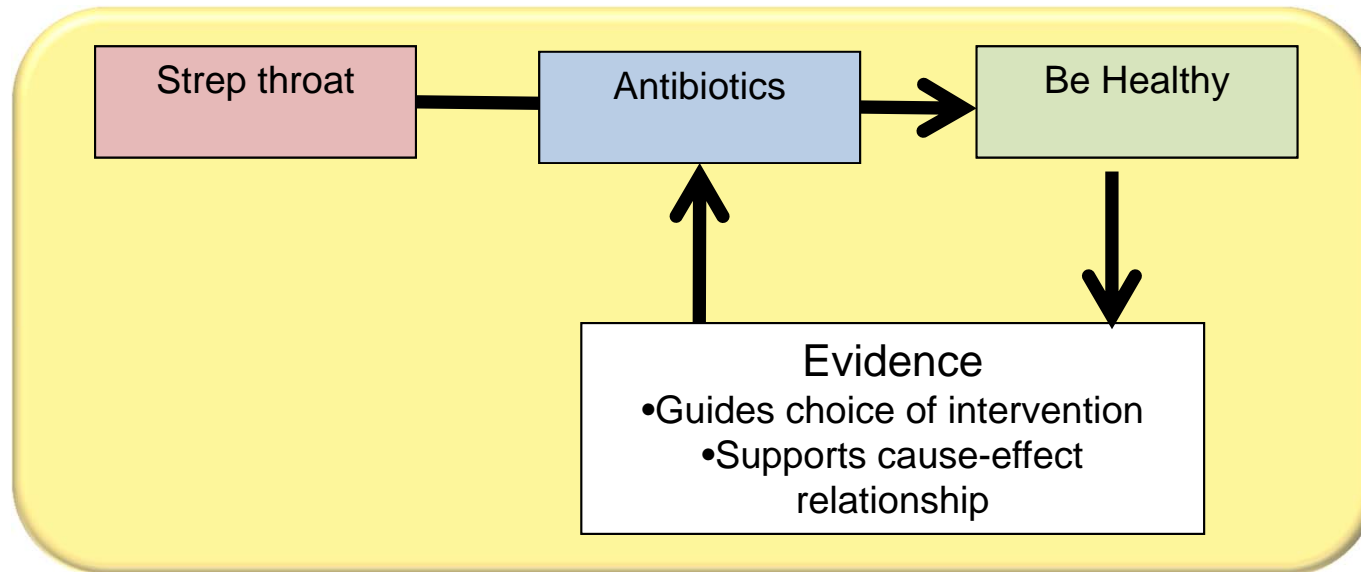 Strep throat
Antibiotics
Be Healthy
Evidence
•Guides choice of intervention
•Supports cause-effect
relationship